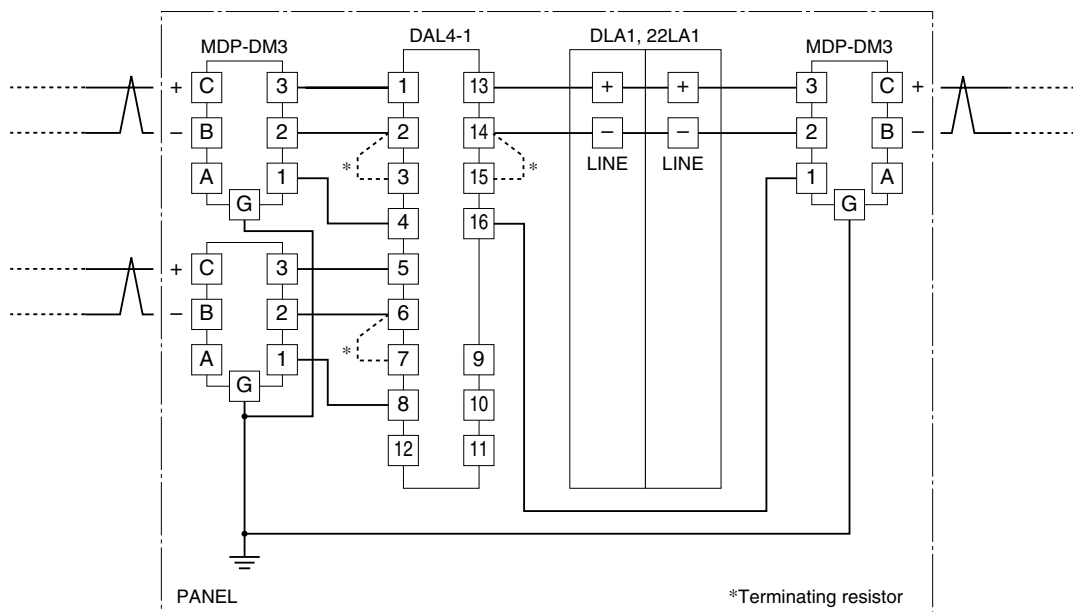 MDP-DM3 DAL4-1 DLA1, 22LA1 MDP-DM3
+ C 3 1 13 + + 3 C +
– B 2 2 14 – – 2 B –
* 3 15 * LINE LINE
A 1 1 A
G 4 16 G
+ C 3 5
– B 2 6
* 7 9
A 1
G 8 10
12 11
PANEL *Terminating resistor